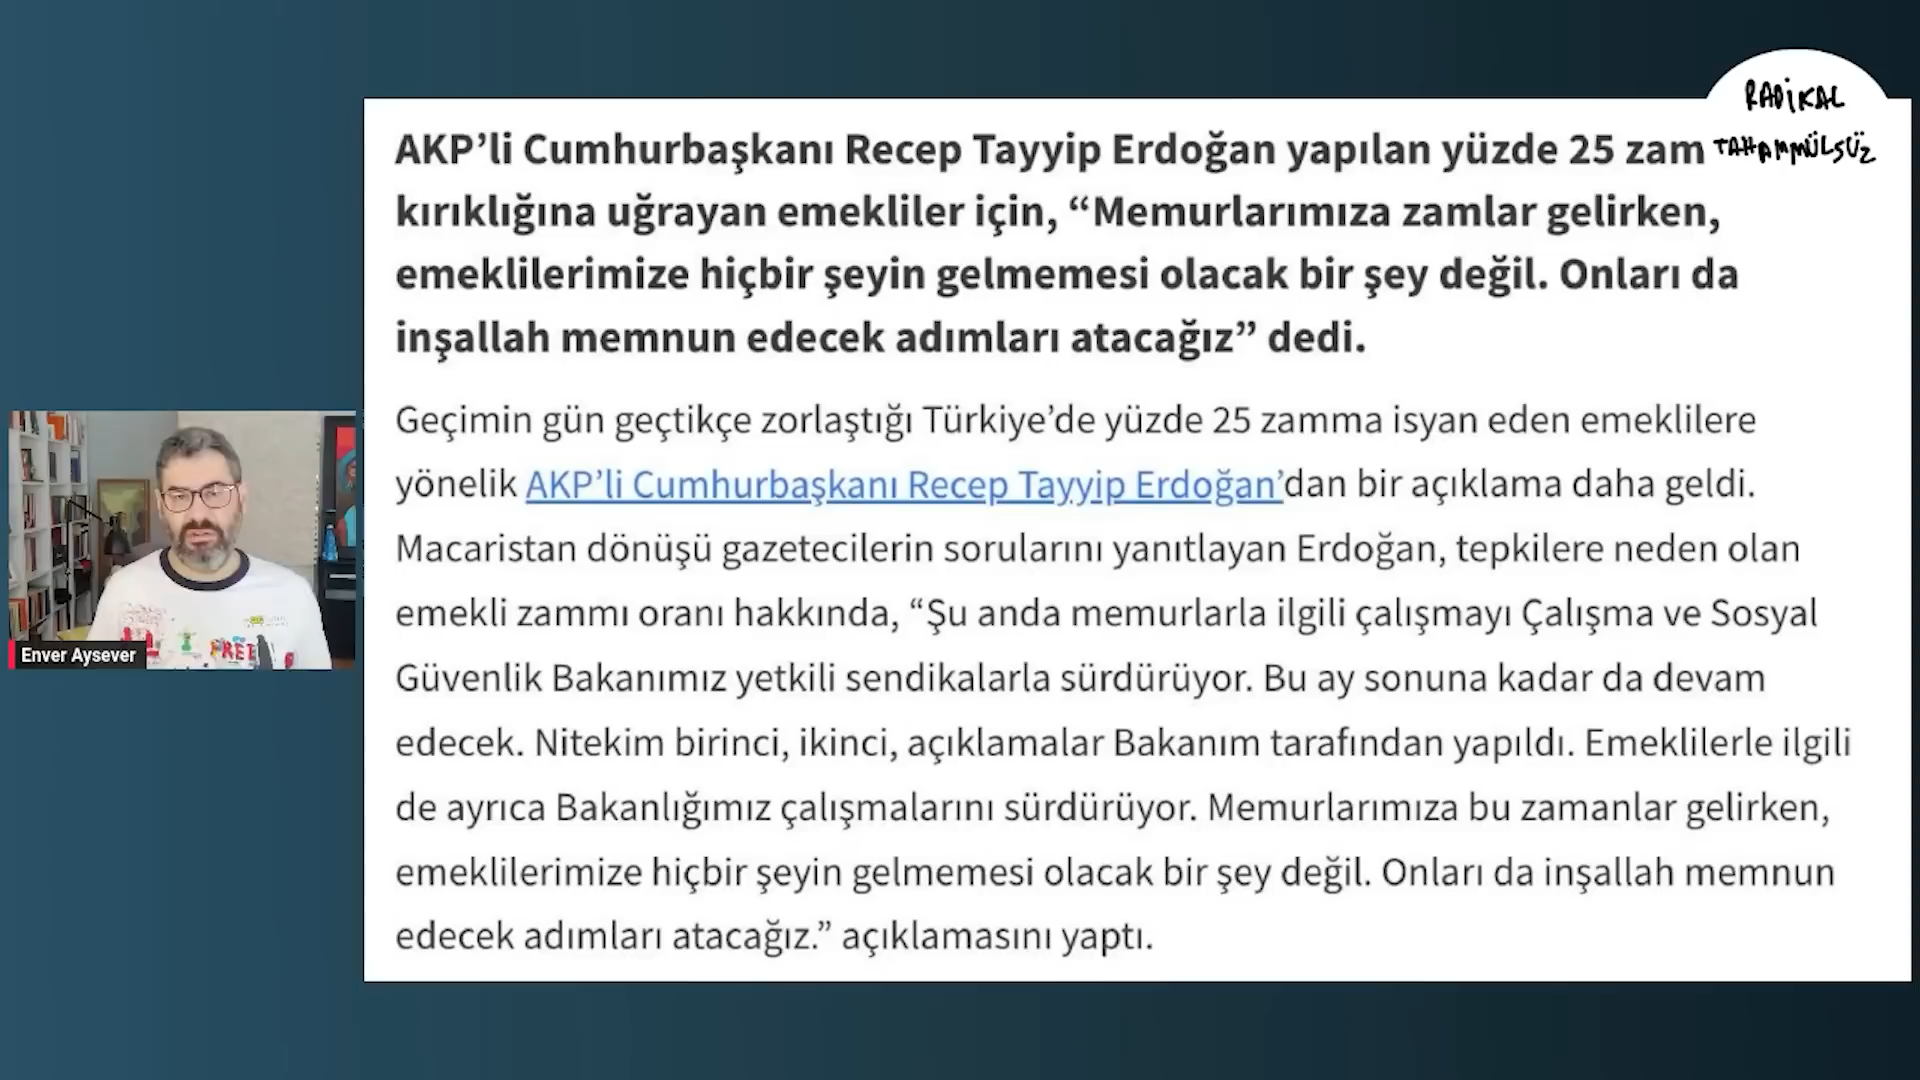 RADİKAL
TAHAMMÜLSÜZ
AKP’li Cumhurbaşkanı Recep Tayyip Erdoğan yapılan yüzde 25 zam
kırıklığına uğrayan emekliler için, “Memurlarımıza zamlar gelirken,
emeklilerimize hiçbir şeyin gelmemesi olacak bir şey değil. Onları da
inşallah memnun edecek adımları atacağız” dedi.
Geçimin gün geçtikçe zorlaştığı Türkiye’de yüzde 25 zamma isyan eden emeklilere
yönelik AKP’li Cumhurbaşkanı Recep Tayyip Erdoğan’dan bir açıklama daha geldi.
Macaristan dönüşü gazetecilerin sorularını yanıtlayan Erdoğan, tepkilere neden olan
emekli zammı oranı hakkında, “Şu anda memurlarla ilgili çalışmayı Çalışma ve Sosyal
Güvenlik Bakanımız yetkili sendikalarla sürdürüyor. Bu ay sonuna kadar da devam
edecek. Nitekim birinci, ikinci, açıklamalar Bakanım tarafından yapıldı. Emeklilerle ilgili
de ayrıca Bakanlığımız çalışmalarını sürdürüyor. Memurlarımıza bu zamanlar gelirken,
emeklilerimize hiçbir şeyin gelmemesi olacak bir şey değil. Onları da inşallah memnun
edecek adımları atacağız.” açıklamasını yaptı.
Enver Aysever